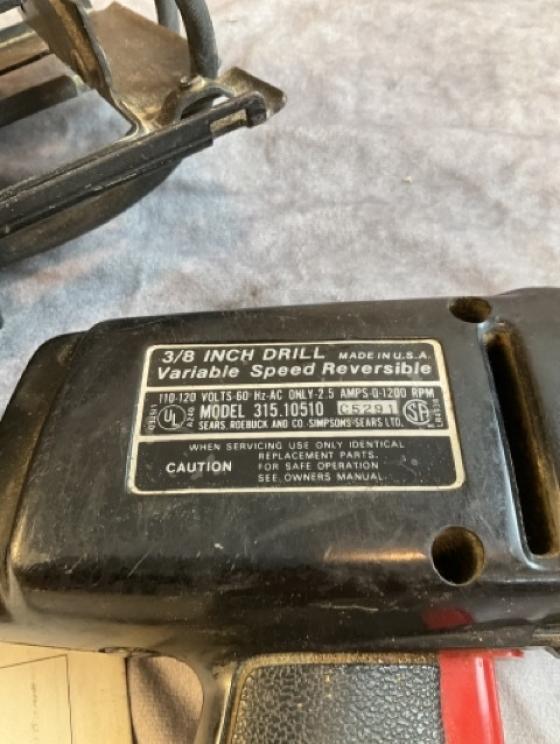 3/8 INCH DRILL MADE IN U.S.A.
Variable Speed Reversible
110-120 VOLTS-60 Hz-AC ONLY-2.5 AMPS-0-1200 RPM
UL MODEL 315.10510 C5291 SA
SEARS, ROEBUCK AND CO.-SIMPSONS-SEARS LTD.
WHEN SERVICING USE ONLY IDENTICAL
REPLACEMENT PARTS.
CAUTION FOR SAFE OPERATION
SEE OWNERS MANUAL